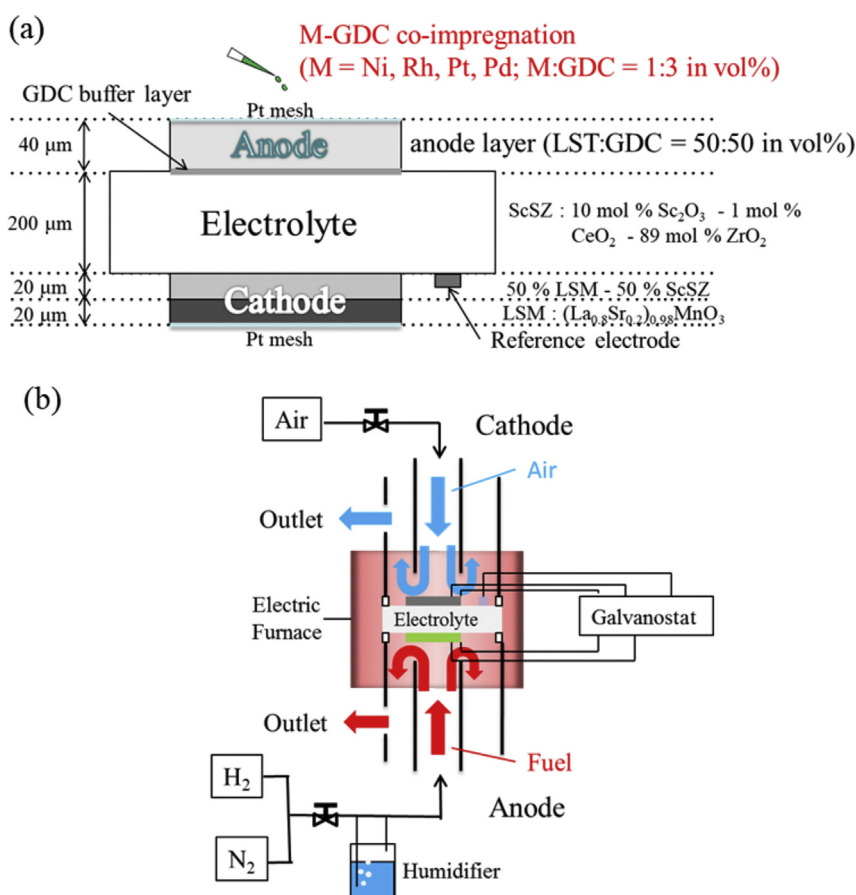 (a)
M-GDC co-impregnation
(M = Ni, Rh, Pt, Pd; M:GDC = 1:3 in vol%)
GDC buffer layer
Pt mesh
40 μm
Anode
anode layer (LST:GDC = 50:50 in vol%)
200 μm
Electrolyte
ScSZ : 10 mol % Sc₂O₃ - 1 mol %
CeO₂ - 89 mol % ZrO₂
20 μm
Cathode
50 % LSM - 50 % ScSZ
20 μm
LSM : (La₀.₈Sr₀.₂)₀.₉₈MnO₃
Pt mesh
Reference electrode
(b)
Air
Cathode
Air
Outlet
Electric
Furnace
Electrolyte
Galvanostat
Outlet
Fuel
H₂
Anode
N₂
Humidifier